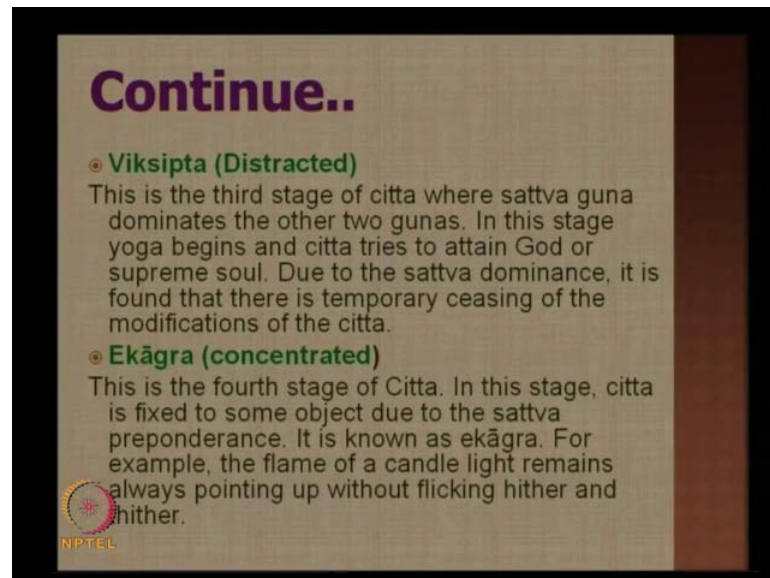 Continue..
Viksipta (Distracted)
This is the third stage of citta where sattva guna
dominates the other two gunas. In this stage
yoga begins and citta tries to attain God or
supreme soul. Due to the sattva dominance, it is
found that there is temporary ceasing of the
modifications of the citta.
Ekāgra (concentrated)
This is the fourth stage of Citta. In this stage, citta
is fixed to some object due to the sattva
preponderance. It is known as ekāgra. For
example, the flame of a candle light remains
always pointing up without flicking hither and
thither.
NPTEL